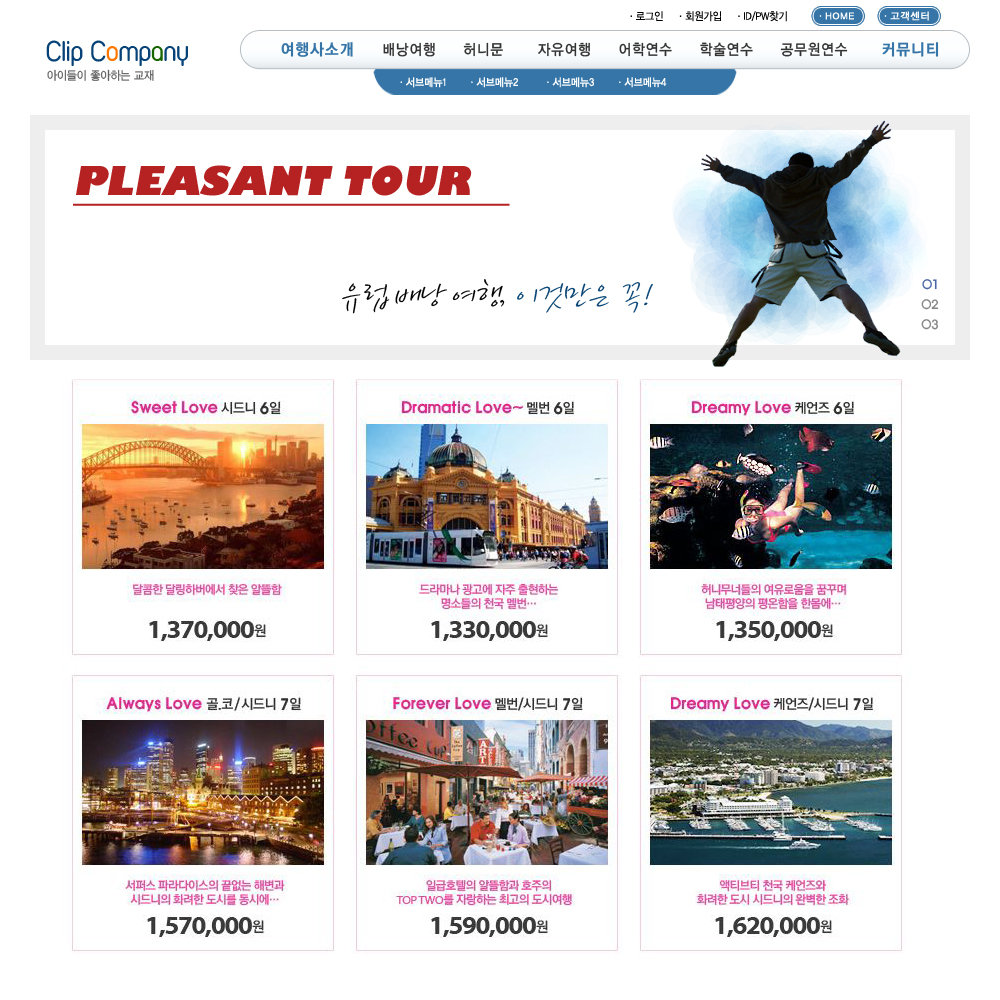 · 로그인 · 회원가입 · ID/PW찾기 · HOME · 고객센터
Clip Company
아이들이 좋아하는 교재
여행사소개 배낭여행 허니문 자유여행 어학연수 학술연수 공무원연수 커뮤니티
· 서브메뉴1 · 서브메뉴2 · 서브메뉴3 · 서브메뉴4
PLEASANT TOUR
유럽 배낭 여행, 이것만은 꼭!
01
02
03
Sweet Love 시드니 6일
달콤한 달링하버에서 찾은 알뜰함
1,370,000원
Dramatic Love~ 멜번 6일
드라마나 광고에 자주 출현하는
명소들의 천국 멜번···
1,330,000원
Dreamy Love 케언즈 6일
허니무너들의 여유로움을 꿈꾸며
남태평양의 평온함을 한몸에···
1,350,000원
Always Love 골.코/시드니 7일
서퍼스 파라다이스의 끝없는 해변과
시드니의 화려한 도시를 동시에···
1,570,000원
Forever Love 멜번/시드니 7일
ART
일급호텔의 알뜰함과 호주의
TOP TWO를 자랑하는 최고의 도시여행
1,590,000원
Dreamy Love 케언즈/시드니 7일
액티브티 천국 케언즈와
화려한 도시 시드니의 완벽한 조화
1,620,000원